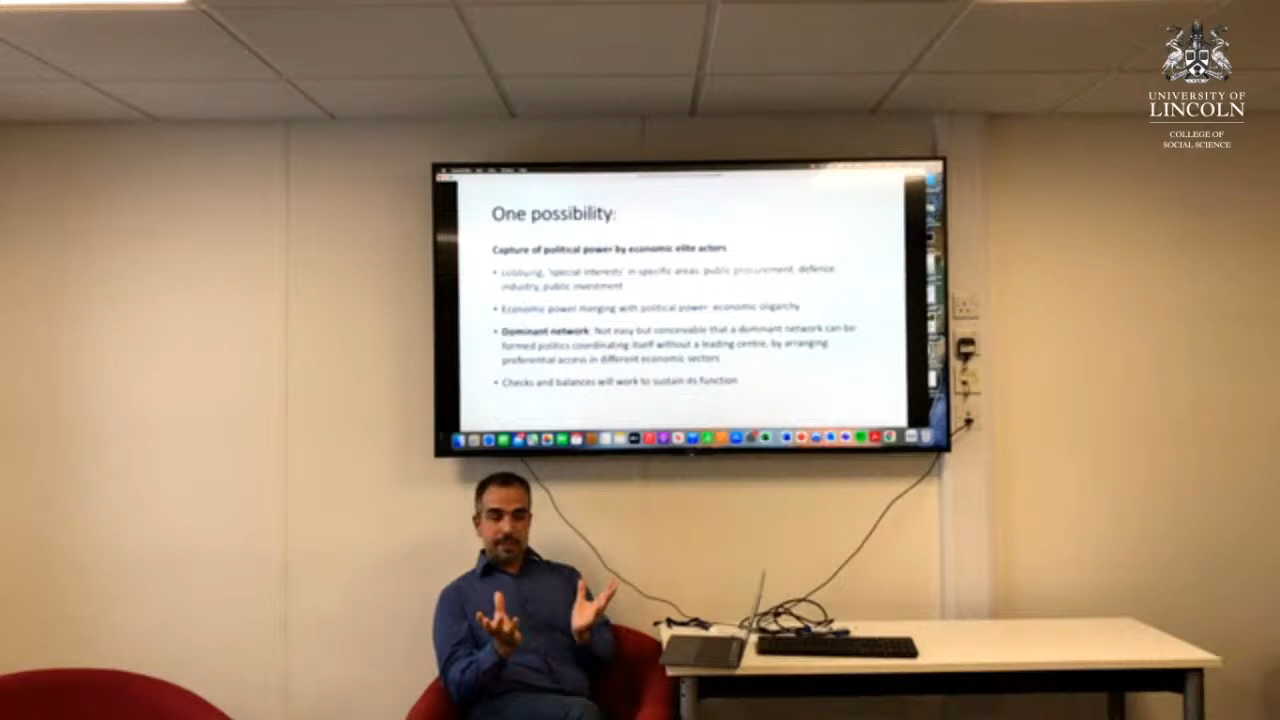 UNIVERSITY OF
LINCOLN
COLLEGE OF
SOCIAL SCIENCE
One possibility:
Capture of political power by economic elite actors
• Lobbying, 'special interests' in specific areas: public procurement, defence
industry, public investment
• Economic power merging with political power: economic oligarchy
• Dominant network: Not easy but conceivable that a dominant network can be
formed politics coordinating itself without a leading centre, by arranging
preferential access in different economic sectors
• Checks and balances will work to sustain its function